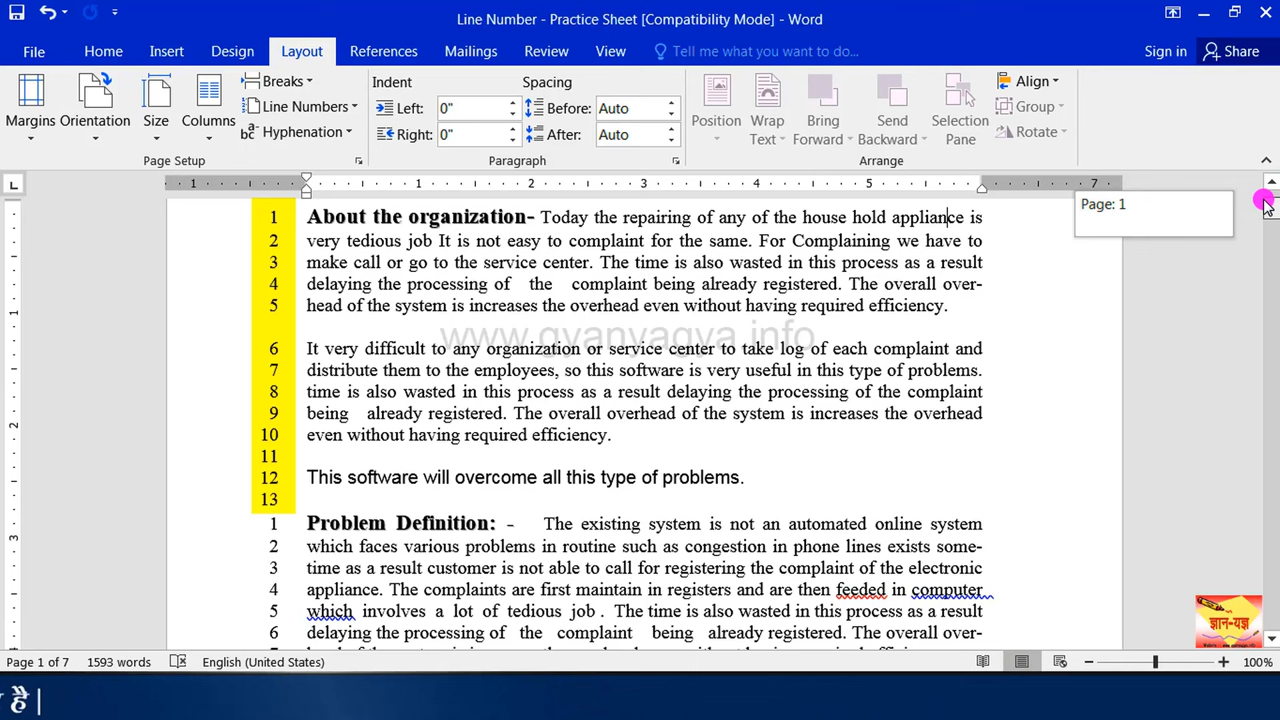 Line Number - Practice Sheet [Compatibility Mode] - Word
File Home Insert Design Layout References Mailings Review View Tell me what you want to do... Sign in Share
Margins Orientation Size Columns
Breaks
Line Numbers
Hyphenation
Page Setup
Indent Spacing
Left: 0" Before: Auto
Right: 0" After: Auto
Paragraph
Position Wrap Text Bring Forward Send Backward Selection Pane
Align
Group
Rotate
Arrange
L 1 1 2 3 4 5 7
Page: 1
1 About the organization- Today the repairing of any of the house hold appliance is
2 very tedious job It is not easy to complaint for the same. For Complaining we have to
3 make call or go to the service center. The time is also wasted in this process as a result
4 delaying the processing of the complaint being already registered. The overall over-
5 head of the system is increases the overhead even without having required efficiency.
www.gyanyagya.info
6 It very difficult to any organization or service center to take log of each complaint and
7 distribute them to the employees, so this software is very useful in this type of problems.
8 time is also wasted in this process as a result delaying the processing of the complaint
9 being already registered. The overall overhead of the system is increases the overhead
10 even without having required efficiency.
11
12 This software will overcome all this type of problems.
13
1 Problem Definition: - The existing system is not an automated online system
2 which faces various problems in routine such as congestion in phone lines exists some-
3 time as a result customer is not able to call for registering the complaint of the electronic
4 appliance. The complaints are first maintain in registers and are then feeded in computer
5 which involves a lot of tedious job . The time is also wasted in this process as a result
6 delaying the processing of the complaint being already registered. The overall over-
1
2
3
ज्ञान-यज्ञ
Page 1 of 7 1593 words English (United States) 100%
है |